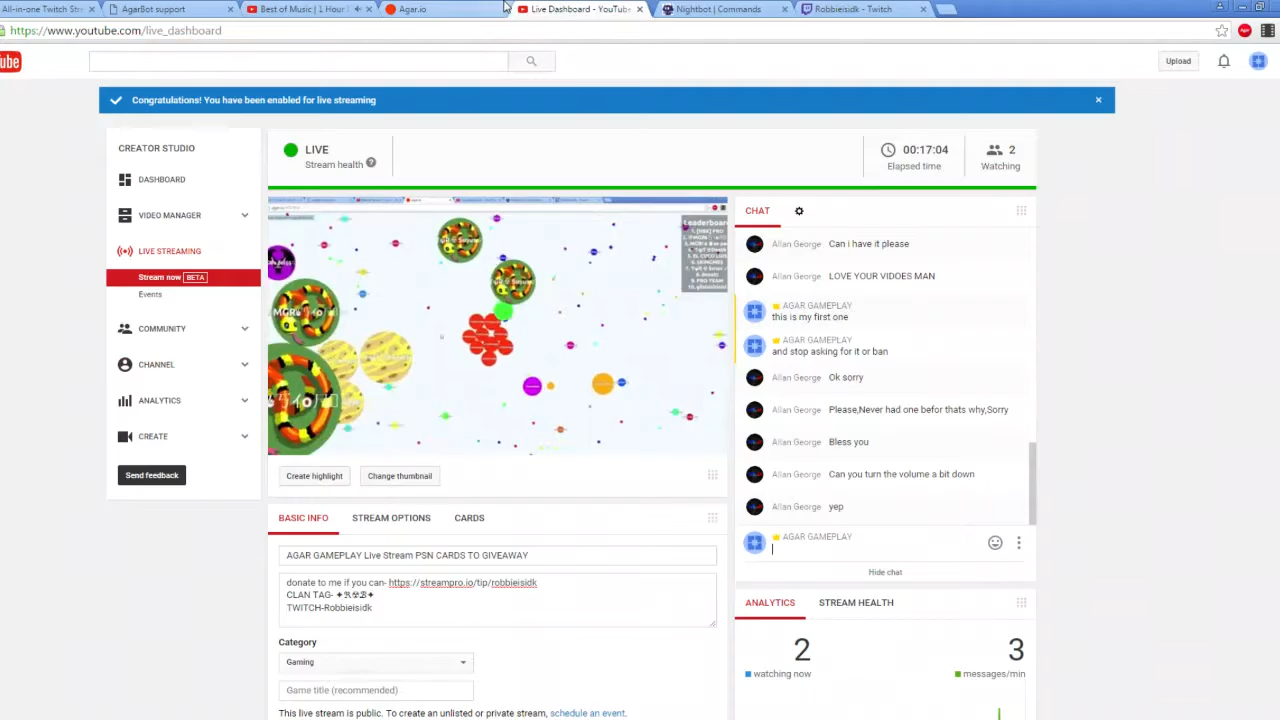 All-in-one Twitch Stre
AgarBot support
Best of Music | 1 Hour
Agar.io
Live Dashboard - YouTube
Nightbot | Commands
Robbieisidk - Twitch
https://www.youtube.com/live_dashboard
ube
Upload
Congratulations! You have been enabled for live streaming
CREATOR STUDIO
DASHBOARD
VIDEO MANAGER
LIVE STREAMING
Stream now BETA
Events
COMMUNITY
CHANNEL
ANALYTICS
CREATE
Send feedback
LIVE
Stream health
00:17:04
Elapsed time
2
Watching
Leaderboard
Create highlight
Change thumbnail
BASIC INFO
STREAM OPTIONS
CARDS
AGAR GAMEPLAY Live Stream PSN CARDS TO GIVEAWAY
donate to me if you can- https://streampro.io/tip/robbieisidk
CLAN TAG-
TWITCH-Robbieisidk
Category
Gaming
Game title (recommended)
This live stream is public. To create an unlisted or private stream, schedule an event.
CHAT
Allan George Can i have it please
Allan George LOVE YOUR VIDOES MAN
AGAR GAMEPLAY
this is my first one
AGAR GAMEPLAY
and stop asking for it or ban
Allan George Ok sorry
Allan George Please,Never had one befor thats why,Sorry
Allan George Bless you
Allan George Can you turn the volume a bit down
Allan George yep
AGAR GAMEPLAY
Hide chat
ANALYTICS
STREAM HEALTH
2
watching now
3
messages/min